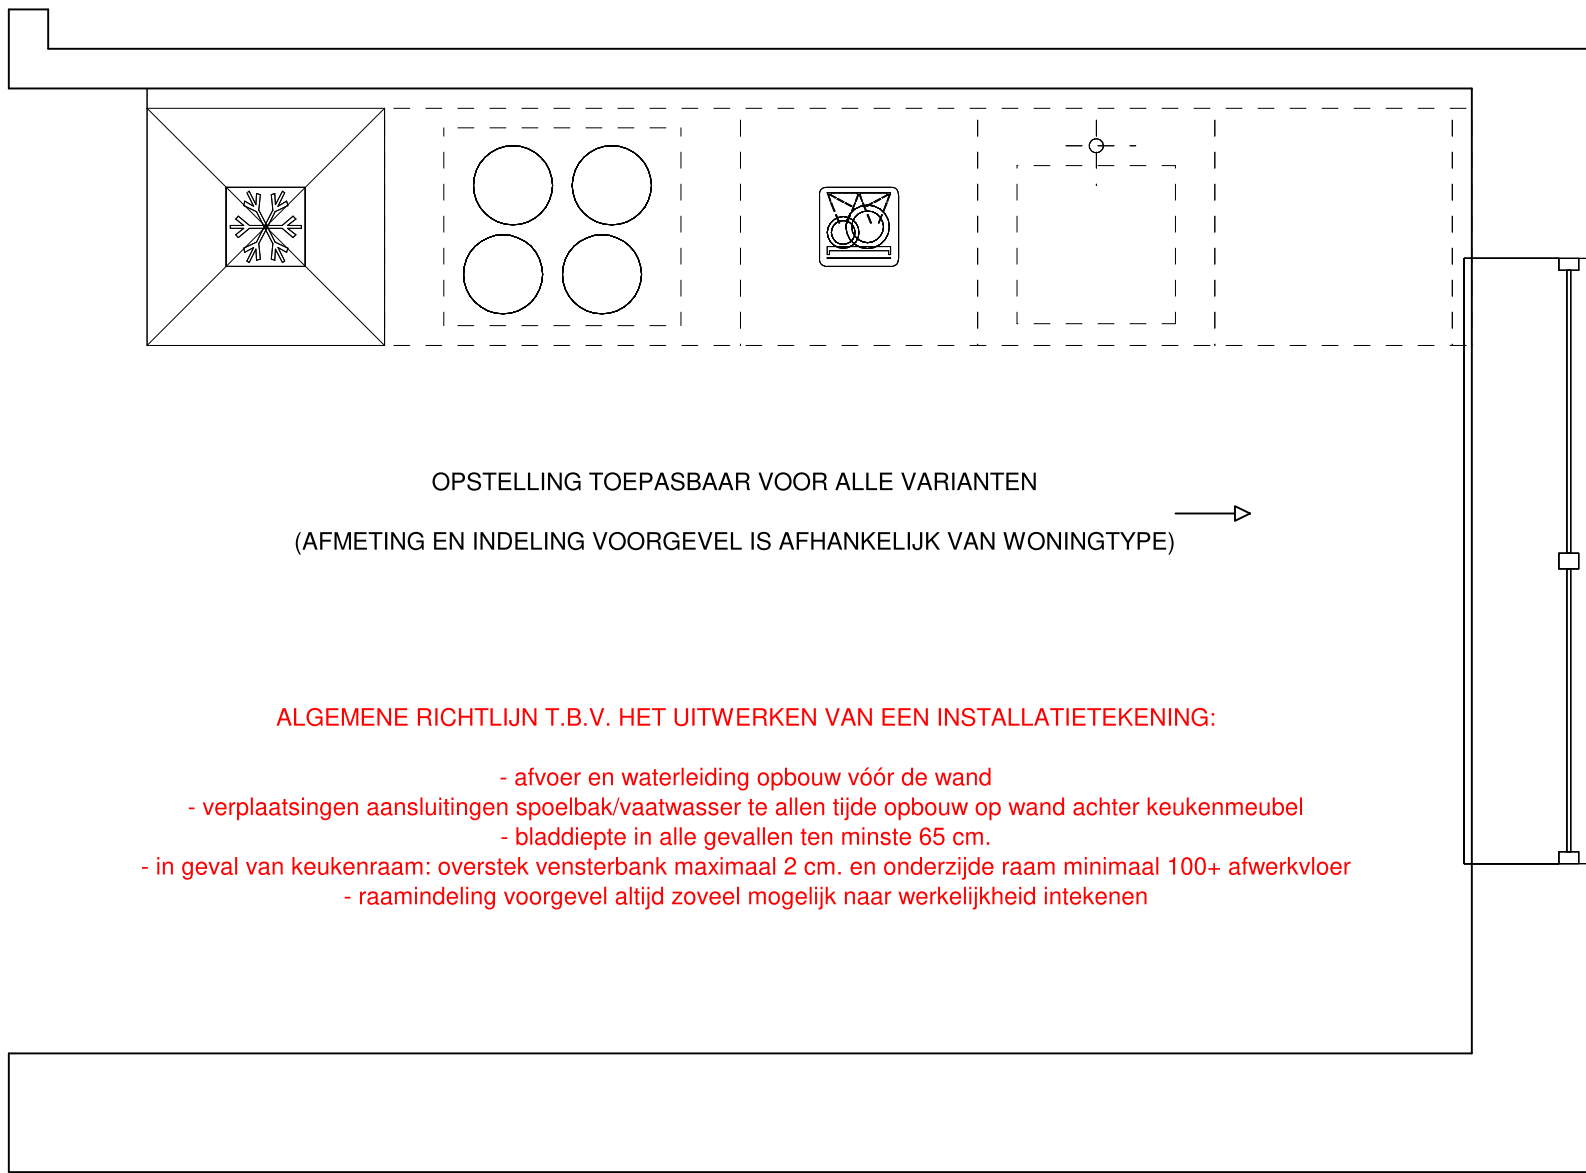 OPSTELLING TOEPASBAAR VOOR ALLE VARIANTEN
(AFMETING EN INDELING VOORGEVEL IS AFHANKELIJK VAN WONINGTYPE)
ALGEMENE RICHTLIJN T.B.V. HET UITWERKEN VAN EEN INSTALLATIETEKENING:
- afvoer en waterleiding opbouw vóór de wand
- verplaatsingen aansluitingen spoelbak/vaatwasser te allen tijde opbouw op wand achter keukenmeubel
- bladdiepte in alle gevallen ten minste 65 cm.
- in geval van keukenraam: overstek vensterbank maximaal 2 cm. en onderzijde raam minimaal 100+ afwerkvloer
- raamindeling voorgevel altijd zoveel mogelijk naar werkelijkheid intekenen